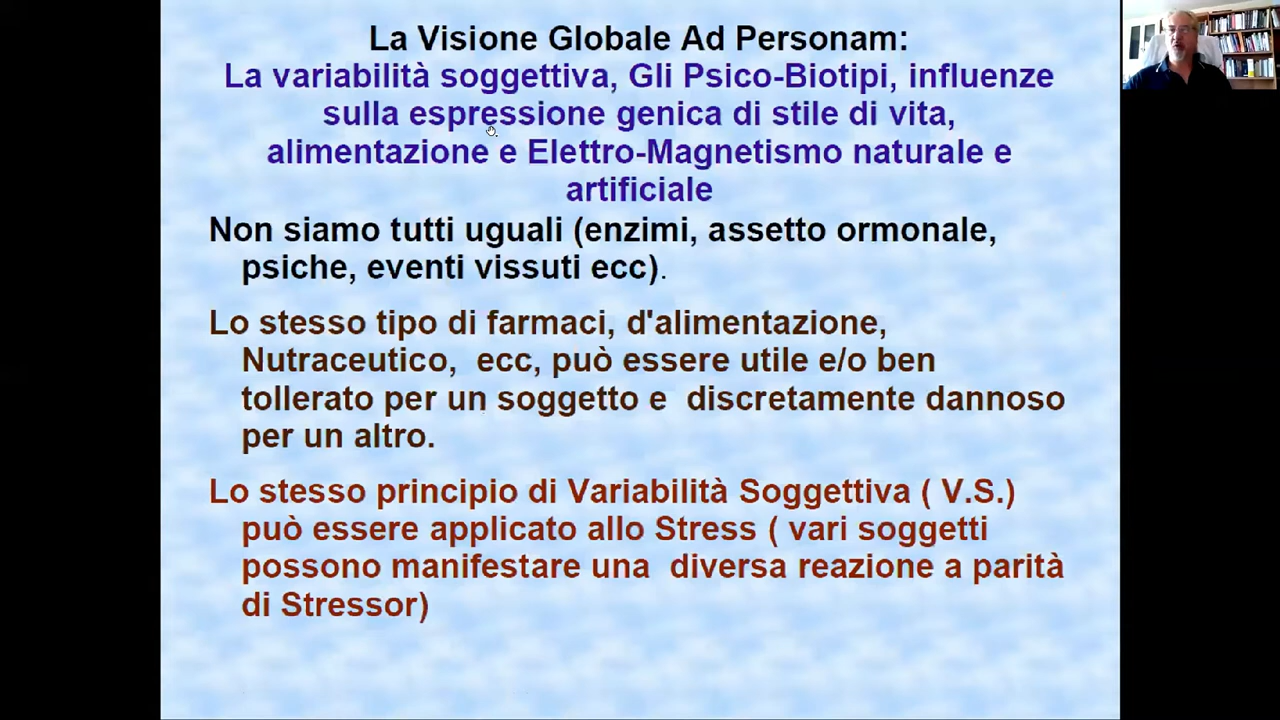 La Visione Globale Ad Personam:
La variabilità soggettiva, Gli Psico-Biotipi, influenze
sulla espressione genica di stile di vita,
alimentazione e Elettro-Magnetismo naturale e
artificiale
Non siamo tutti uguali (enzimi, assetto ormonale,
psiche, eventi vissuti ecc).
Lo stesso tipo di farmaci, d'alimentazione,
Nutraceutico,  ecc, può essere utile e/o ben
tollerato per un soggetto e  discretamente dannoso
per un altro.
Lo stesso principio di Variabilità Soggettiva ( V.S.)
può essere applicato allo Stress ( vari soggetti
possono manifestare una  diversa reazione a parità
di Stressor)